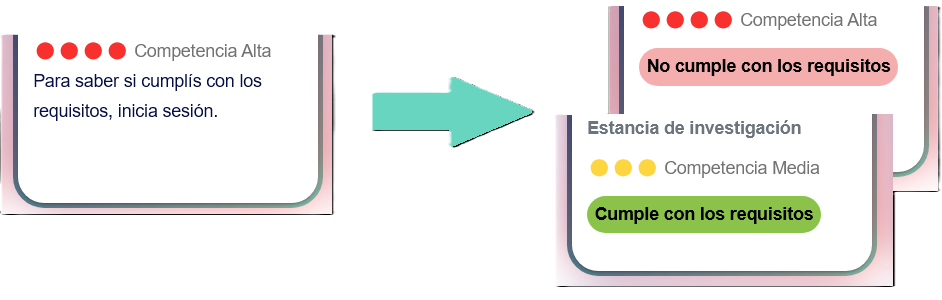 Competencia Alta
Para saber si cumplís con los
requisitos, inicia sesión.
Competencia Alta
No cumple con los requisitos
Estancia de investigación
Competencia Media
Cumple con los requisitos